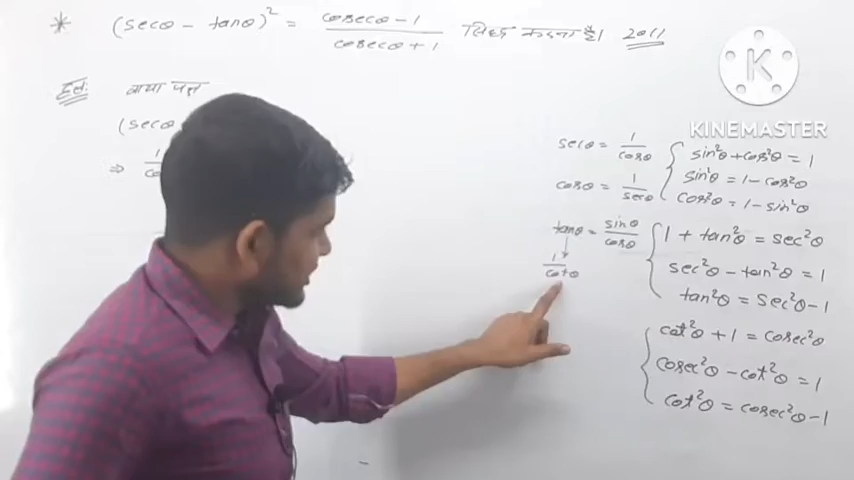 * (secθ - tanθ)² = cosecθ - 1 / cosecθ + 1 सिद्ध करना है। 2011
हल: बायाँ पक्ष
(secθ
⇒ 1
K
KINEMASTER
secθ = 1/cosθ
cosθ = 1/secθ
tanθ = sinθ/cosθ
1/cotθ
sin²θ + cos²θ = 1
sin²θ = 1 - cos²θ
cos²θ = 1 - sin²θ
1 + tan²θ = sec²θ
sec²θ - tan²θ = 1
tan²θ = sec²θ - 1
cot²θ + 1 = cosec²θ
cosec²θ - cot²θ = 1
cot²θ = cosec²θ - 1